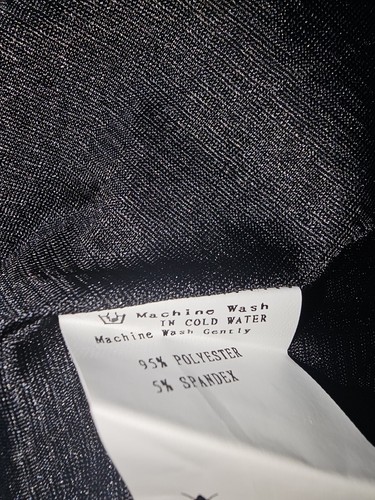 Machine Wash
IN COLD WATER
Machine Wash Gently
95% POLYESTER
5% SPANDEX